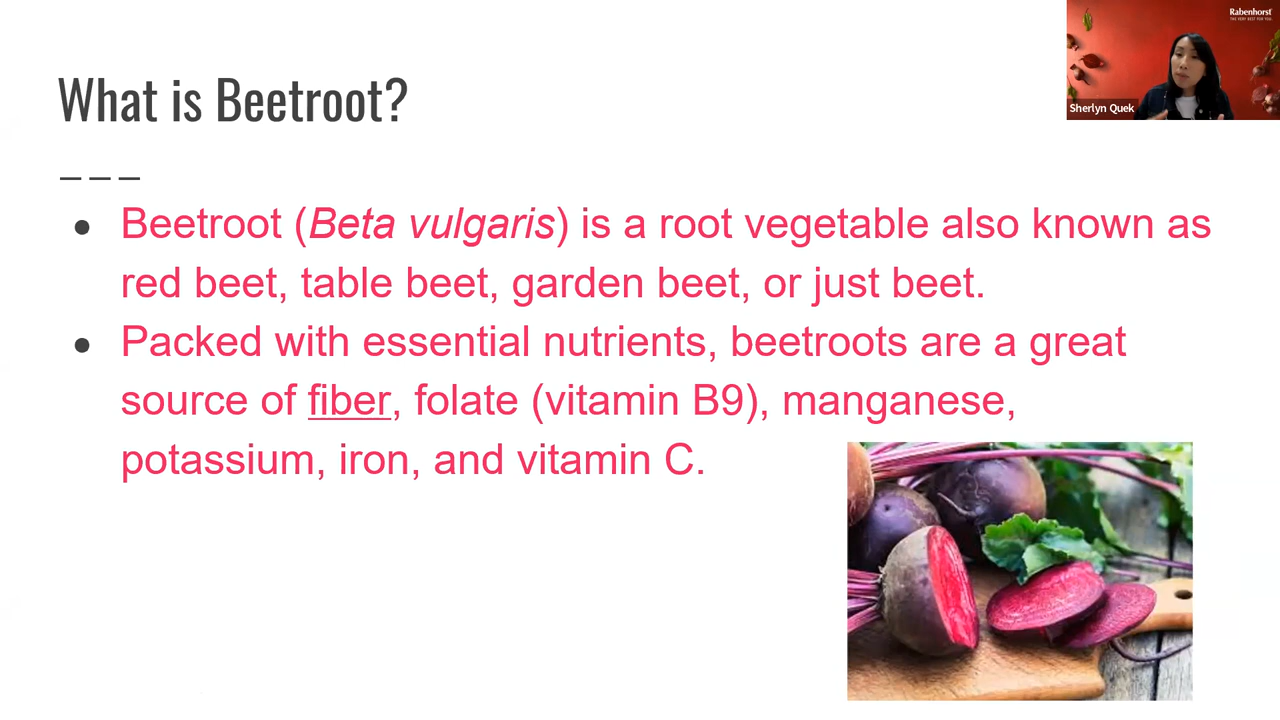 Rabenhorst
THE VERY BEST FOR YOU.
Sherlyn Quek
What is Beetroot?
● Beetroot (Beta vulgaris) is a root vegetable also known as
red beet, table beet, garden beet, or just beet.
● Packed with essential nutrients, beetroots are a great
source of fiber, folate (vitamin B9), manganese,
potassium, iron, and vitamin C.